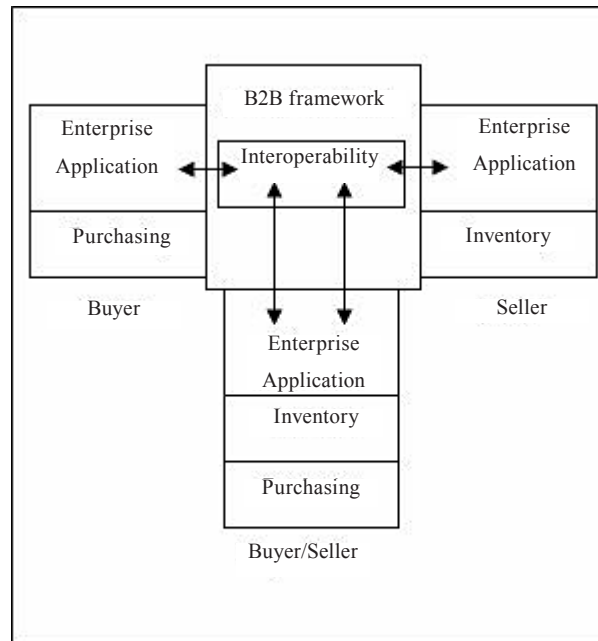 B2B framework
Interoperability
Enterprise
Application
Purchasing
Buyer
Enterprise
Application
Inventory
Seller
Enterprise
Application
Inventory
Purchasing
Buyer/Seller